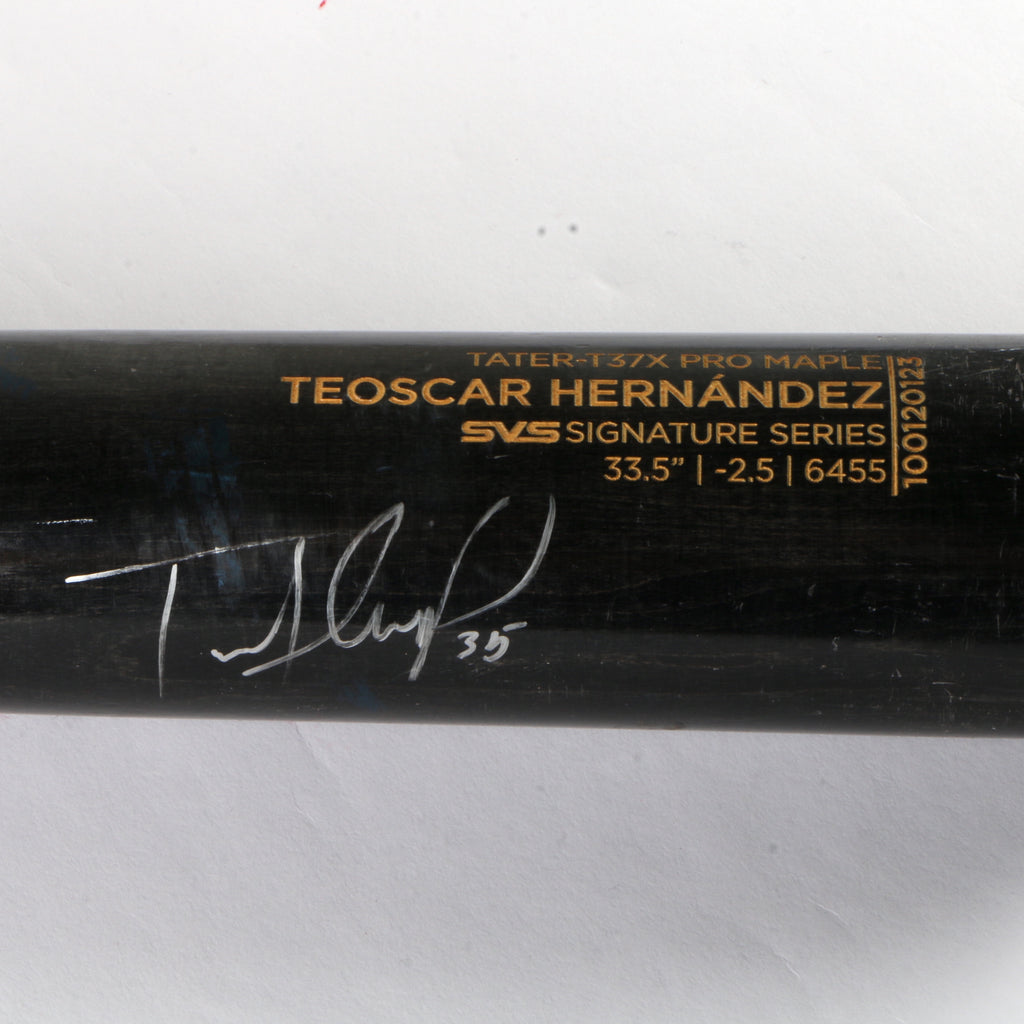 TATER-T37X PRO MAPLE
TEOSCAR HERNÁNDEZ
SVS SIGNATURE SERIES
33.5” | -2.5 | 6455
100120123
35